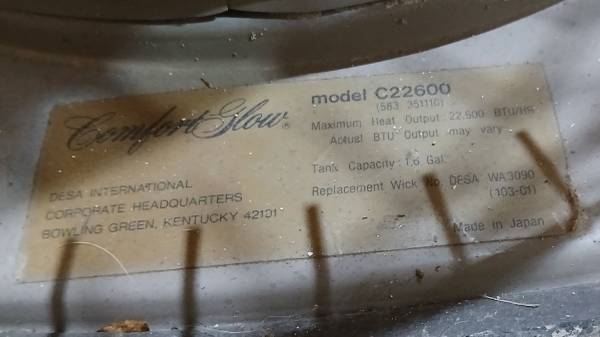 Comfort Glow®
DESA INTERNATIONAL
CORPORATE HEADQUARTERS
BOWLING GREEN, KENTUCKY 42101
model C22600
(583 351110)
Maximum Heat Output 22,600 BTU/HR
Actual BTU Output may vary
Tank Capacity: 1.6 Gal.
Replacement Wick No. DESA WA3090
(103-01)
Made in Japan